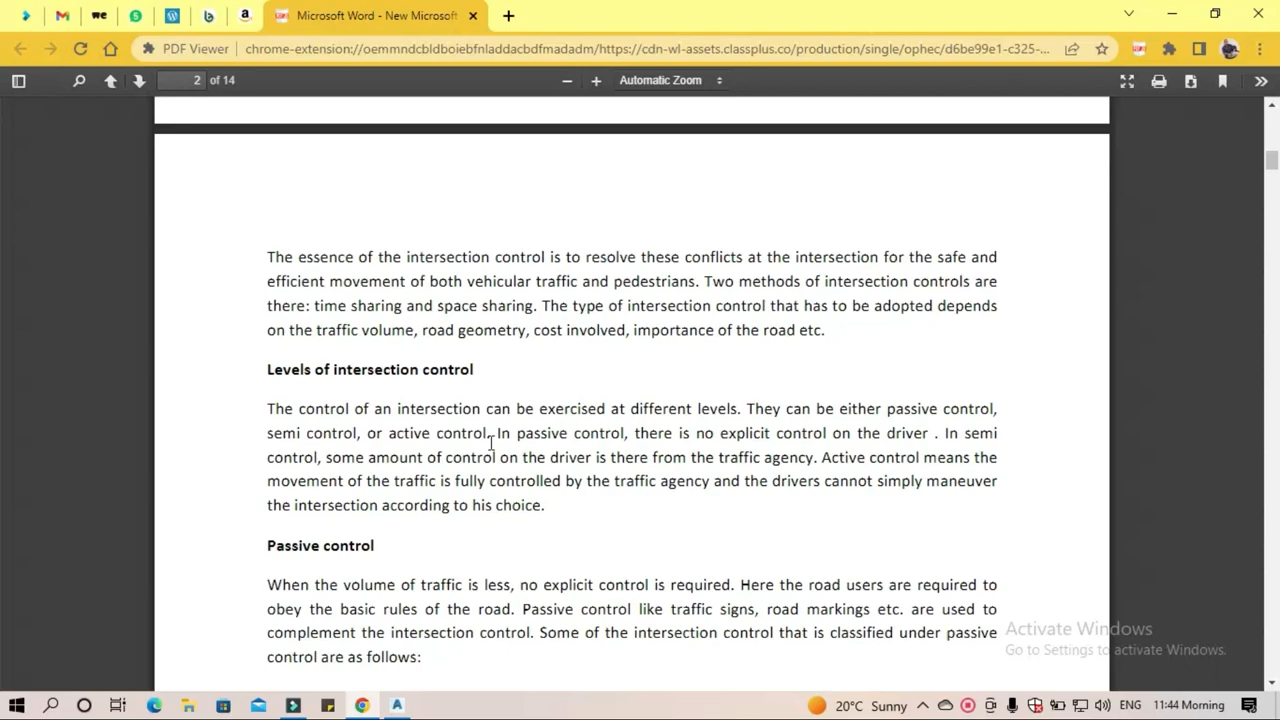 Microsoft Word - New Microsoft
PDF Viewer
chrome-extension://oemmndcbldboiebfnladdacbdfmadadm/https://cdn-wl-assets.classplus.co/production/single/ophec/d6be99e1-c325-...
2 of 14
Automatic Zoom
The essence of the intersection control is to resolve these conflicts at the intersection for the safe and
efficient movement of both vehicular traffic and pedestrians. Two methods of intersection controls are
there: time sharing and space sharing. The type of intersection control that has to be adopted depends
on the traffic volume, road geometry, cost involved, importance of the road etc.
Levels of intersection control
The control of an intersection can be exercised at different levels. They can be either passive control,
semi control, or active control. In passive control, there is no explicit control on the driver . In semi
control, some amount of control on the driver is there from the traffic agency. Active control means the
movement of the traffic is fully controlled by the traffic agency and the drivers cannot simply maneuver
the intersection according to his choice.
Passive control
When the volume of traffic is less, no explicit control is required. Here the road users are required to
obey the basic rules of the road. Passive control like traffic signs, road markings etc. are used to
complement the intersection control. Some of the intersection control that is classified under passive
control are as follows:
Activate Windows
Go to Settings to activate Windows.
20°C Sunny
ENG
11:44 Morning